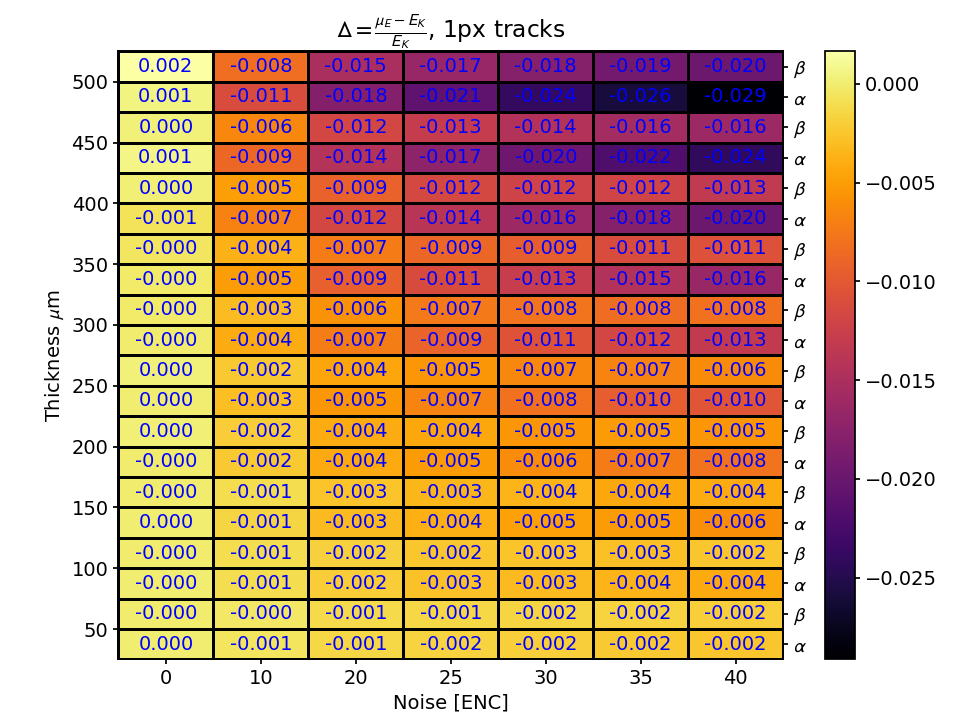 Δ = (μ_E − E_K)/E_K, 1px tracks
500 0.002 -0.008 -0.015 -0.017 -0.018 -0.019 -0.020 β
0.001 -0.011 -0.018 -0.021 -0.024 -0.026 -0.029 α
450 0.000 -0.006 -0.012 -0.013 -0.014 -0.016 -0.016 β
0.001 -0.009 -0.014 -0.017 -0.020 -0.022 -0.024 α
400 0.000 -0.005 -0.009 -0.012 -0.012 -0.012 -0.013 β
-0.001 -0.007 -0.012 -0.014 -0.016 -0.018 -0.020 α
350 -0.000 -0.004 -0.007 -0.009 -0.009 -0.011 -0.011 β
-0.000 -0.005 -0.009 -0.011 -0.013 -0.015 -0.016 α
300 -0.000 -0.003 -0.006 -0.007 -0.008 -0.008 -0.008 β
-0.000 -0.004 -0.007 -0.009 -0.011 -0.012 -0.013 α
250 0.000 -0.002 -0.004 -0.005 -0.007 -0.007 -0.006 β
0.000 -0.003 -0.005 -0.007 -0.008 -0.010 -0.010 α
200 0.000 -0.002 -0.004 -0.004 -0.005 -0.005 -0.005 β
-0.000 -0.002 -0.004 -0.005 -0.006 -0.007 -0.008 α
150 -0.000 -0.001 -0.003 -0.003 -0.004 -0.004 -0.004 β
0.000 -0.001 -0.003 -0.004 -0.005 -0.005 -0.006 α
100 -0.000 -0.001 -0.002 -0.002 -0.003 -0.003 -0.002 β
-0.000 -0.001 -0.002 -0.003 -0.003 -0.004 -0.004 α
50 -0.000 -0.000 -0.001 -0.001 -0.002 -0.002 -0.002 β
0.000 -0.001 -0.001 -0.002 -0.002 -0.002 -0.002 α
0 10 20 25 30 35 40
Noise [ENC]
Thickness μm
0.000
−0.005
−0.010
−0.015
−0.020
−0.025